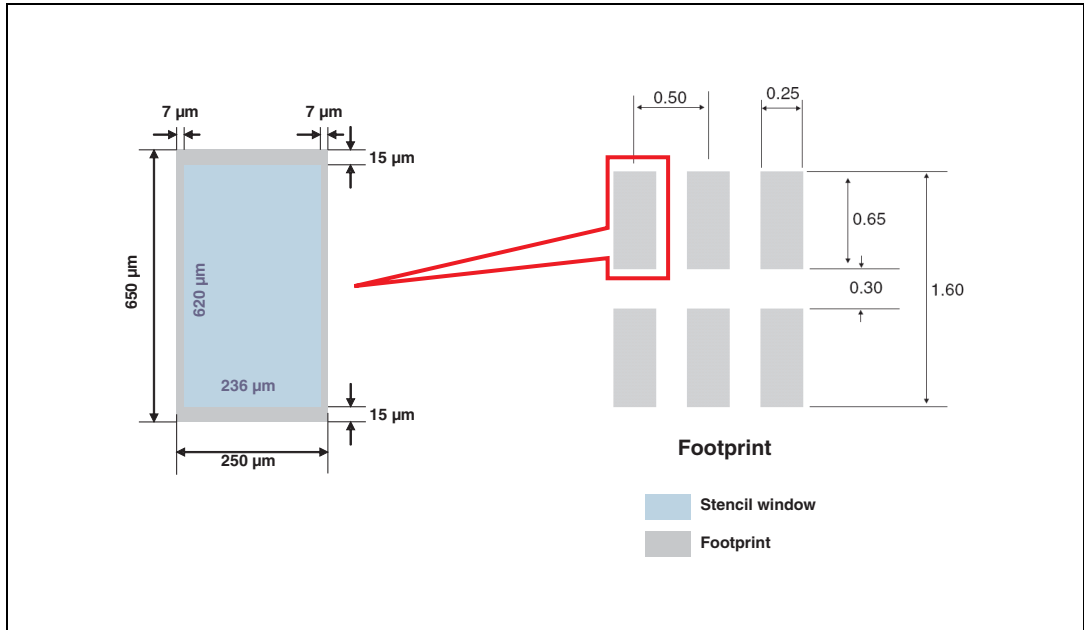 7 µm
7 µm
15 µm
650 µm
620 µm
236 µm
15 µm
250 µm
0.50
0.25
0.65
0.30
1.60
Footprint
Stencil window
Footprint